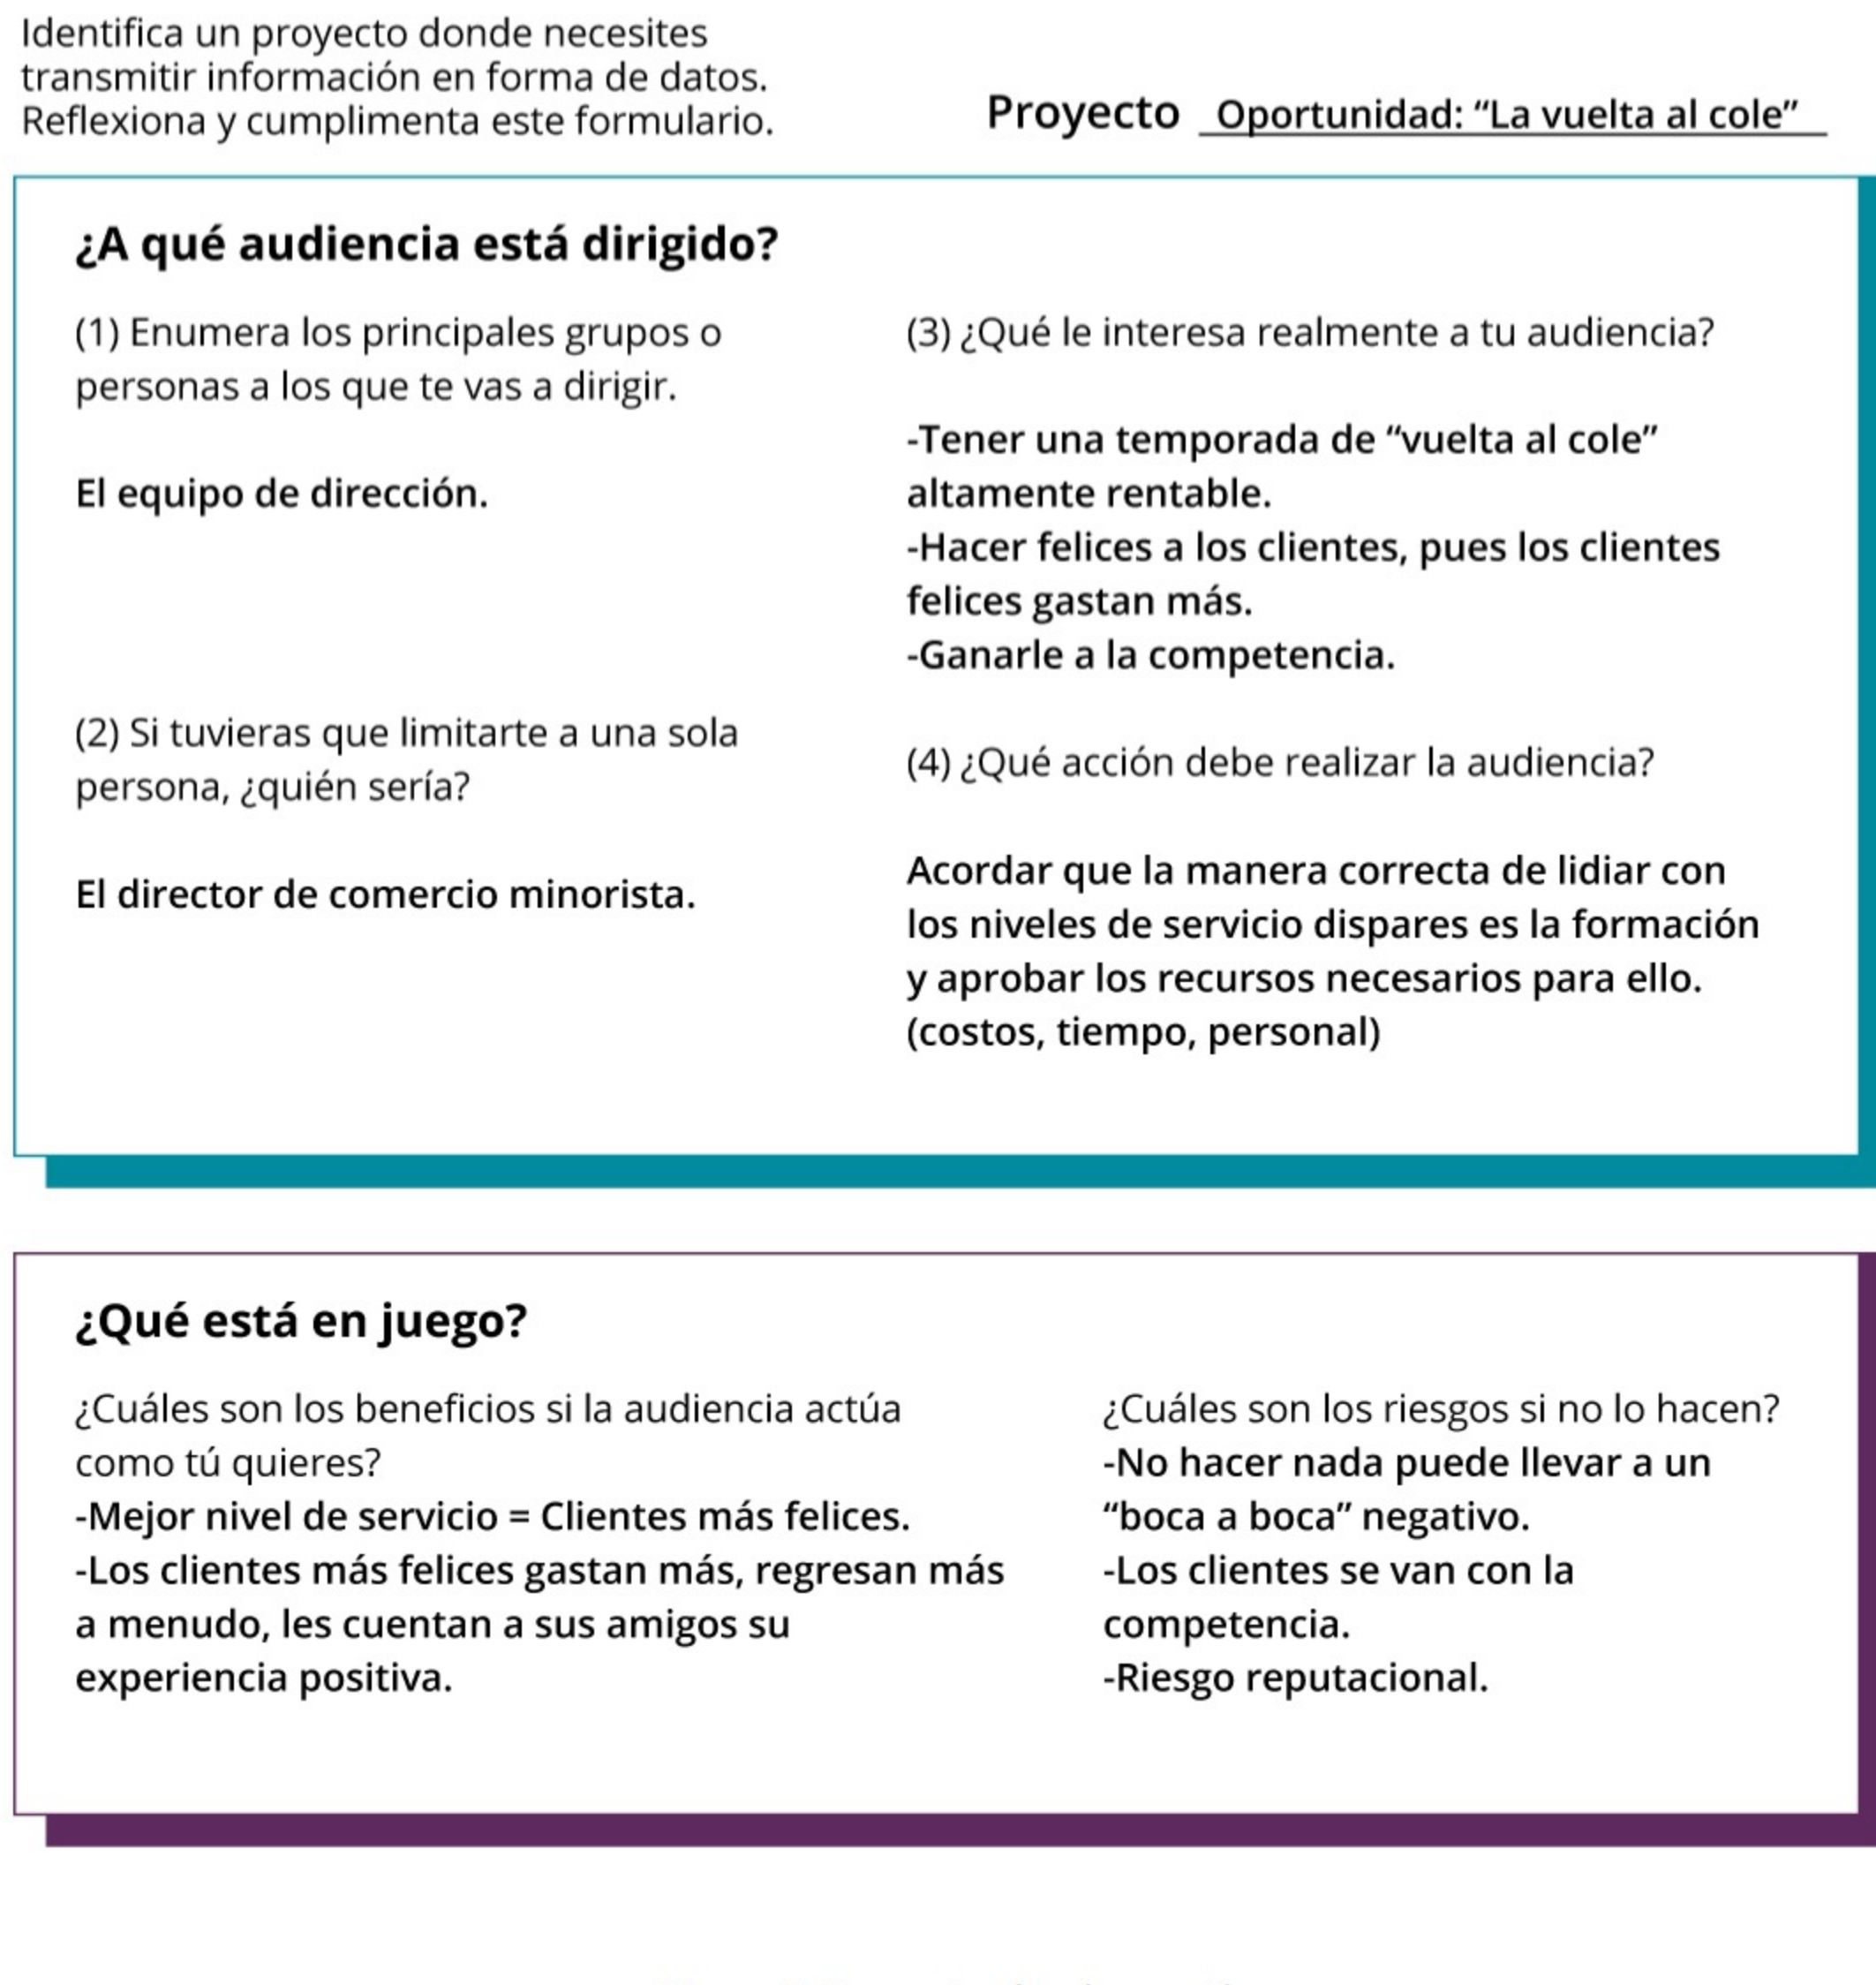 Identifica un proyecto donde necesites
transmitir información en forma de datos.
Reflexiona y cumplimenta este formulario.
Proyecto Oportunidad: “La vuelta al cole”
¿A qué audiencia está dirigido?
(1) Enumera los principales grupos o
personas a los que te vas a dirigir.
El equipo de dirección.
(2) Si tuvieras que limitarte a una sola
persona, ¿quién sería?
El director de comercio minorista.
(3) ¿Qué le interesa realmente a tu audiencia?
-Tener una temporada de “vuelta al cole”
altamente rentable.
-Hacer felices a los clientes, pues los clientes
felices gastan más.
-Ganarle a la competencia.
(4) ¿Qué acción debe realizar la audiencia?
Acordar que la manera correcta de lidiar con
los niveles de servicio dispares es la formación
y aprobar los recursos necesarios para ello.
(costos, tiempo, personal)
¿Qué está en juego?
¿Cuáles son los beneficios si la audiencia actúa
como tú quieres?
-Mejor nivel de servicio = Clientes más felices.
-Los clientes más felices gastan más, regresan más
a menudo, les cuentan a sus amigos su
experiencia positiva.
¿Cuáles son los riesgos si no lo hacen?
-No hacer nada puede llevar a un
“boca a boca” negativo.
-Los clientes se van con la
competencia.
-Riesgo reputacional.